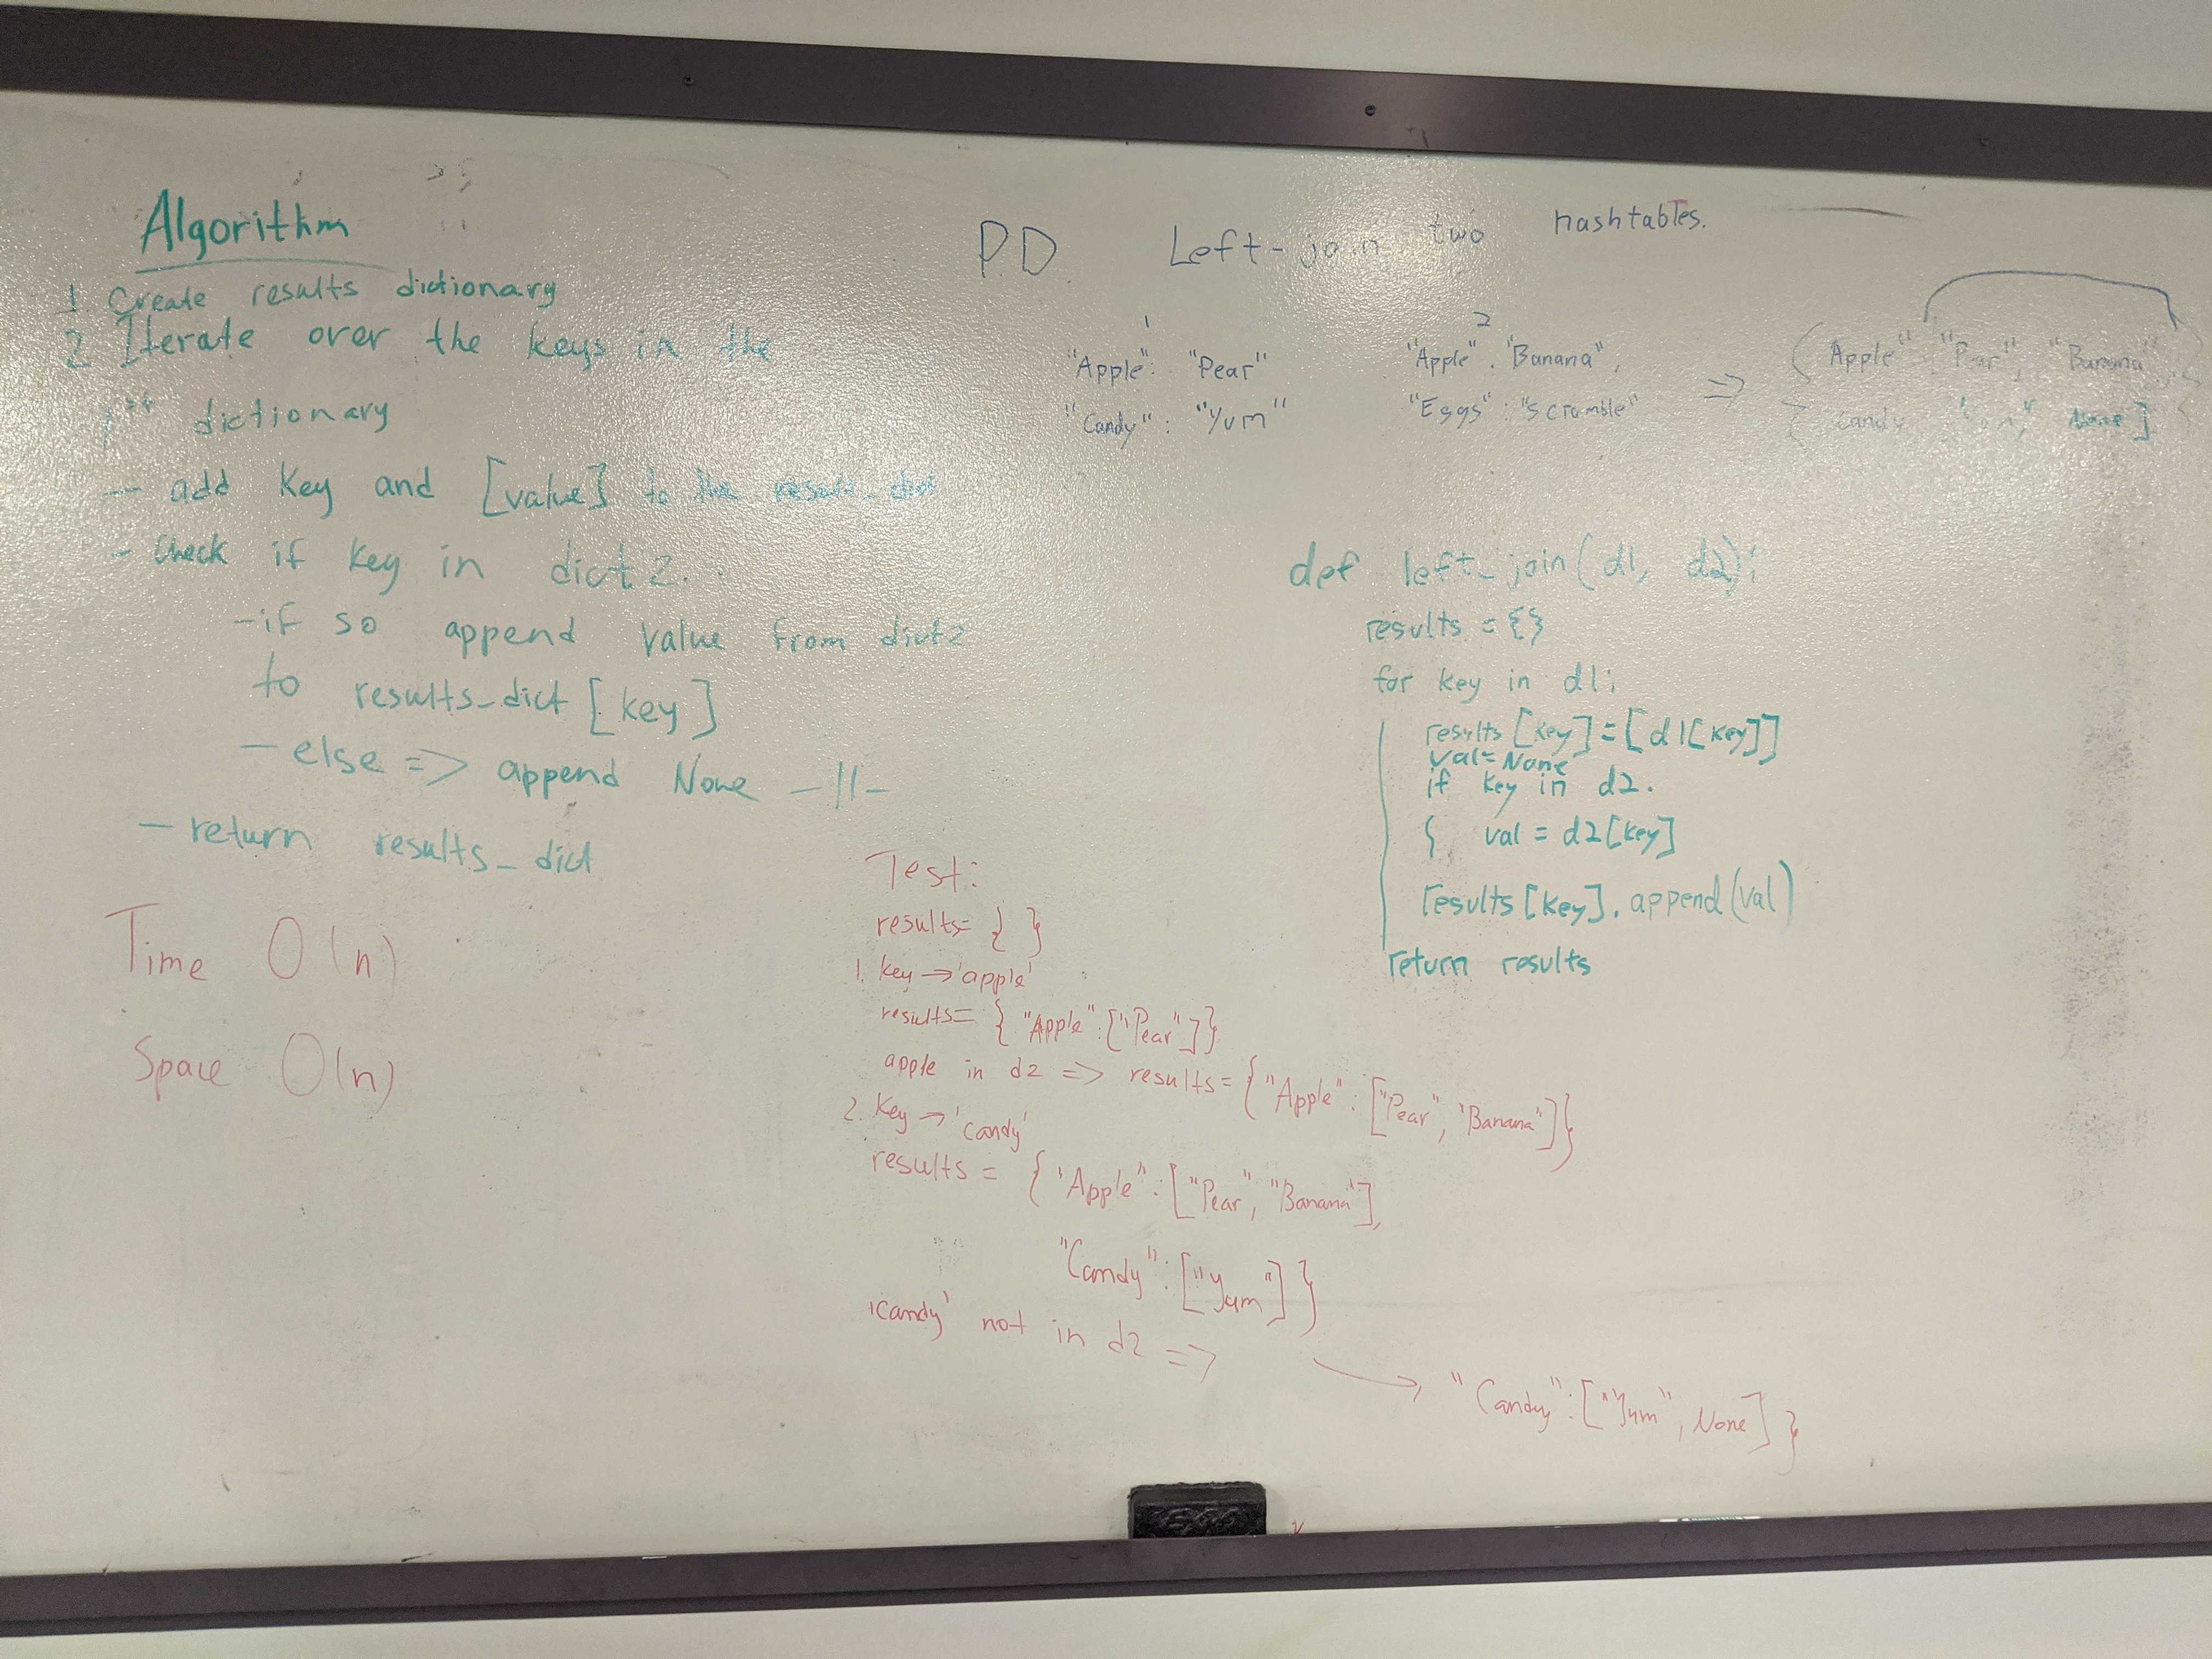 Algorithm
1. Create results dictionary
2 Iterate over the keys in the
1st dictionary
- add key and [value] to the result_dict
- Check if key in dict 2..
-if so append value from dict2
to results_dict [key]
- else => append None -||-
- return results_dict
Time O(n)
Space O(n)
P.D Left-join two hashtables.
1
"Apple": "Pear"
"Candy": "Yum"
2
"Apple". "Banana",
"Eggs": "scramble"
=>
Apple" "Pear", "Banana"
candy None]
def left_join(d1, d2):
results = {}
for key in d1:
results[key]=[d1[key]]
val=None
if key in d2.
{ val = d2[key]
results[key].append(val)
return results
Test:
results= { }
1. key -> 'apple'
results= { "Apple":["Pear"]}
apple in d2 => results= {"Apple": ["Pear", 'Banana"]}
2. Key -> 'candy'
results = { 'Apple": ["Pear", "Banana"],
"Candy": ["Yum"] }
'candy' not in d2 =>
-> "Candy":["Yum", None] }